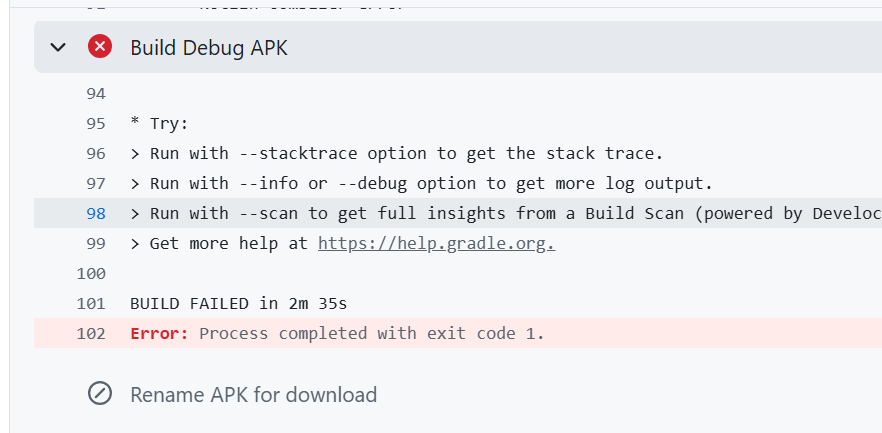 Build Debug APK
94
95 * Try:
96 > Run with --stacktrace option to get the stack trace.
97 > Run with --info or --debug option to get more log output.
98 > Run with --scan to get full insights from a Build Scan (powered by Develoc
99 > Get more help at https://help.gradle.org.
100
101 BUILD FAILED in 2m 35s
102 Error: Process completed with exit code 1.
Rename APK for download